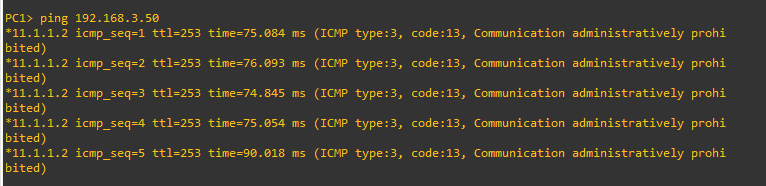 PC1> ping 192.168.3.50
*11.1.1.2 icmp_seq=1 ttl=253 time=75.084 ms (ICMP type:3, code:13, Communication administratively prohi
bited)
*11.1.1.2 icmp_seq=2 ttl=253 time=76.093 ms (ICMP type:3, code:13, Communication administratively prohi
bited)
*11.1.1.2 icmp_seq=3 ttl=253 time=74.845 ms (ICMP type:3, code:13, Communication administratively prohi
bited)
*11.1.1.2 icmp_seq=4 ttl=253 time=75.054 ms (ICMP type:3, code:13, Communication administratively prohi
bited)
*11.1.1.2 icmp_seq=5 ttl=253 time=90.018 ms (ICMP type:3, code:13, Communication administratively prohi
bited)